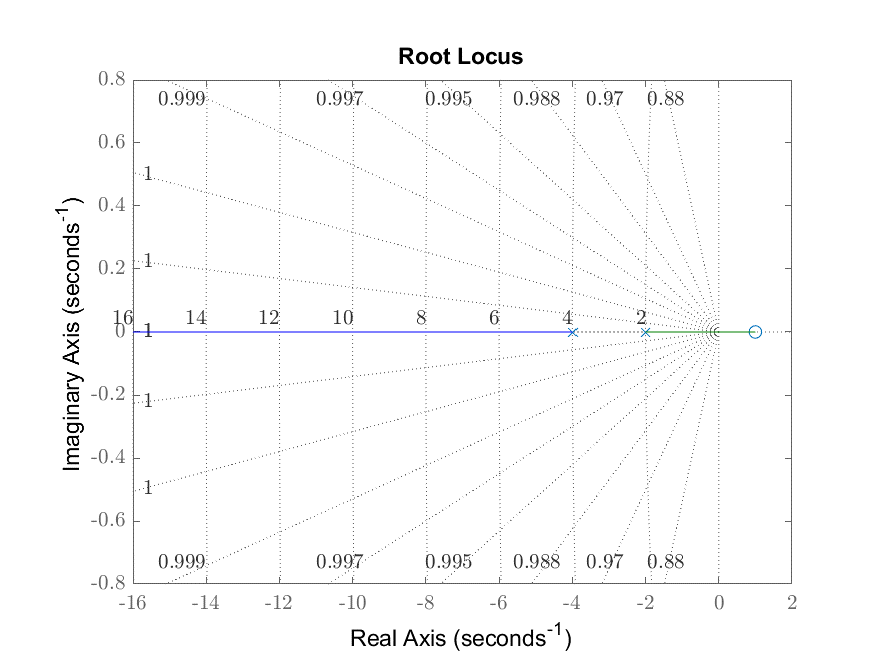 Root Locus
0.8
0.999 0.997 0.995 0.988 0.97 0.88
0.6
1
0.4
1
0.2
16 14 12 10 8 6 4 2
0 1
-0.2
1
-0.4
1
-0.6
0.999 0.997 0.995 0.988 0.97 0.88
-0.8
-16 -14 -12 -10 -8 -6 -4 -2 0 2
Imaginary Axis (seconds-1)
Real Axis (seconds-1)